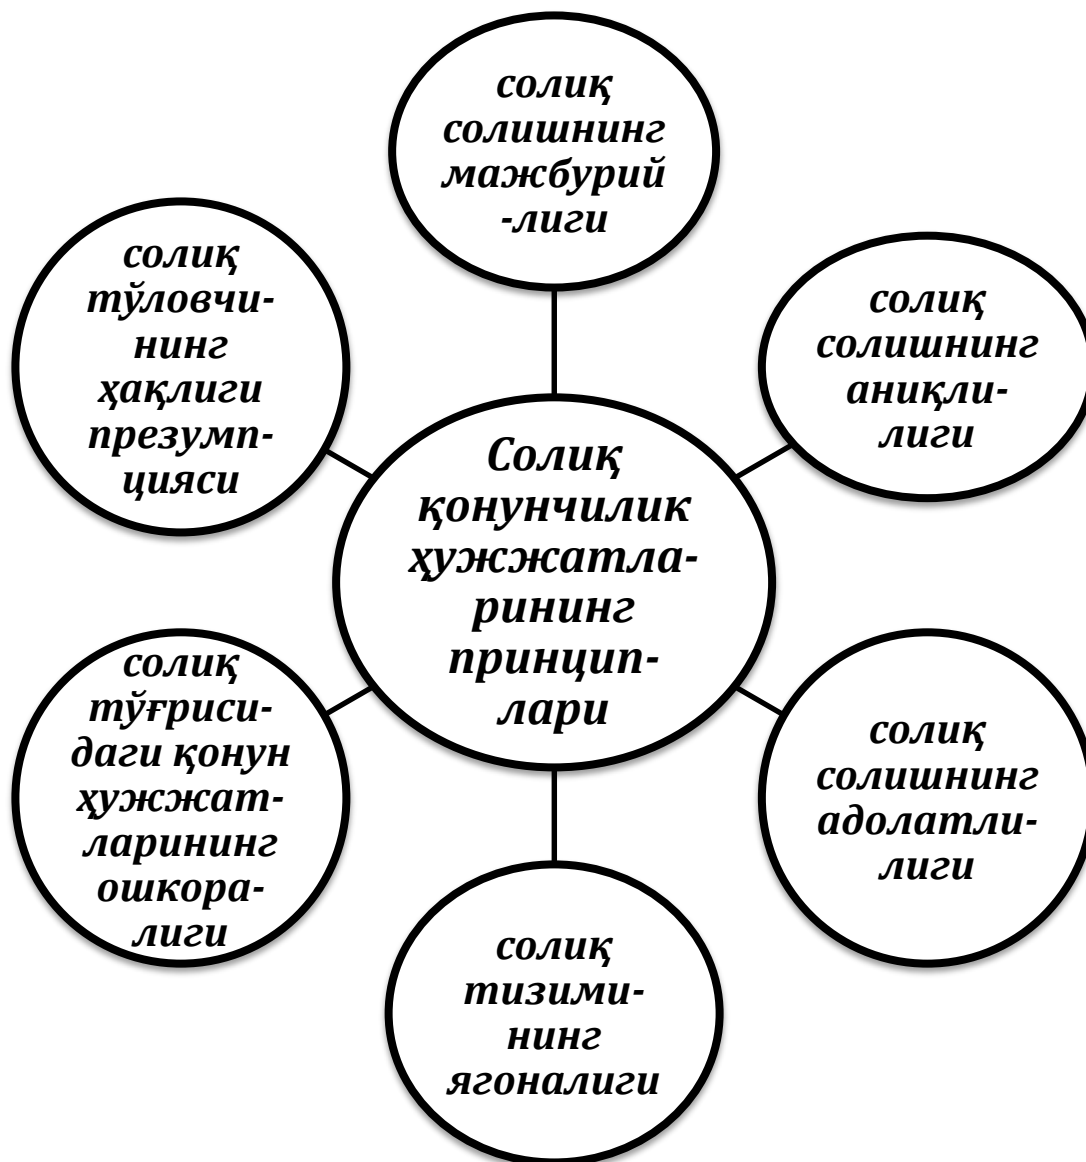 солиқ
солишнинг
мажбурий
-лиги
солиқ
тўловчи-
нинг
ҳақлиги
презумп-
цияси
солиқ
солишнинг
аниқли-
лиги
Солиқ
қонунчилик
ҳужжатла-
рининг
принцип-
лари
солиқ
тўғриси-
даги қонун
ҳужжат-
ларининг
ошкора-
лиги
солиқ
солишнинг
адолатли-
лиги
солиқ
тизими-
нинг
ягоналиги